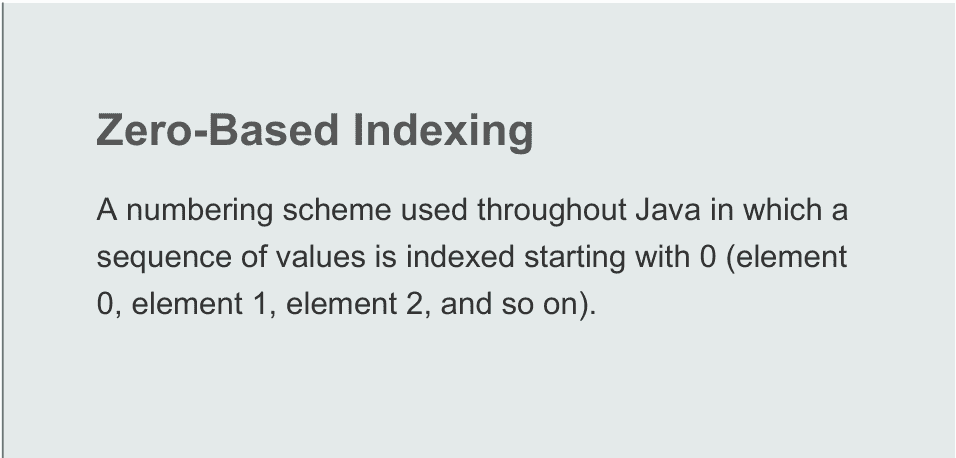 Zero-Based Indexing
A numbering scheme used throughout Java in which a
sequence of values is indexed starting with 0 (element
0, element 1, element 2, and so on).